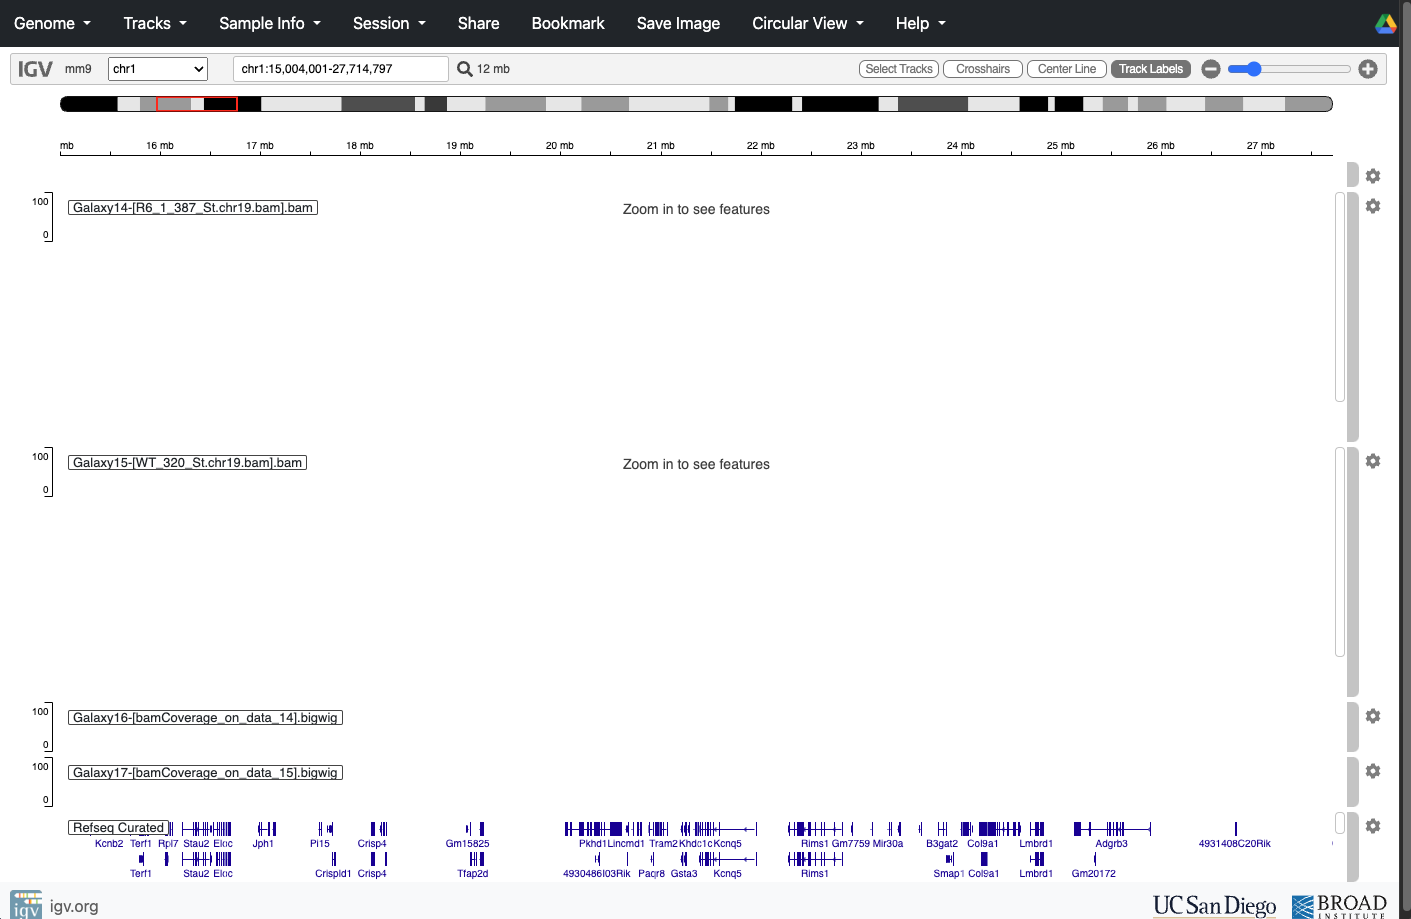 Genome Tracks Sample Info Session Share Bookmark Save Image Circular View Help
IGV mm9 chr1 chr1:15,004,001-27,714,797 12 mb Select Tracks Crosshairs Center Line Track Labels
mb 16 mb 17 mb 18 mb 19 mb 20 mb 21 mb 22 mb 23 mb 24 mb 25 mb 26 mb 27 mb
100 Galaxy14-[R6_1_387_St.chr19.bam].bam Zoom in to see features
0
100 Galaxy15-[WT_320_St.chr19.bam].bam Zoom in to see features
0
100 Galaxy16-[bamCoverage_on_data_14].bigwig
0
100 Galaxy17-[bamCoverage_on_data_15].bigwig
0
Refseq Curated
Kcnb2 Terf1 Rpl7 Stau2 Eloc Jph1 Pi15 Crisp4 Gm15825 Pkhd1 Lincmd1 Tram2 Khdc1c Kcnq5 Rims1 Gm7759 Mir30a B3gat2 Col9a1 Lmbrd1 Adgrb3 4931408C20Rik
Terf1 Stau2 Eloc Crispld1 Crisp4 Tfap2d 4930486I03Rik Paqr8 Gsta3 Kcnq5 Rims1 Smap1 Col9a1 Lmbrd1 Gm20172
igv igv.org UC San Diego BROAD
INSTITUTE